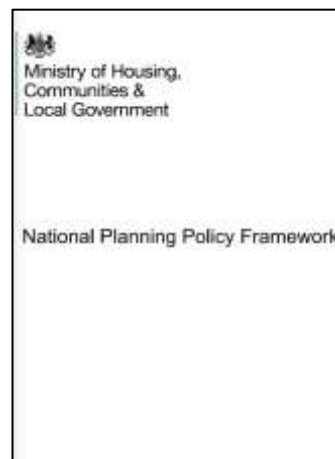 Ministry of Housing,
Communities &
Local Government
National Planning Policy Framework